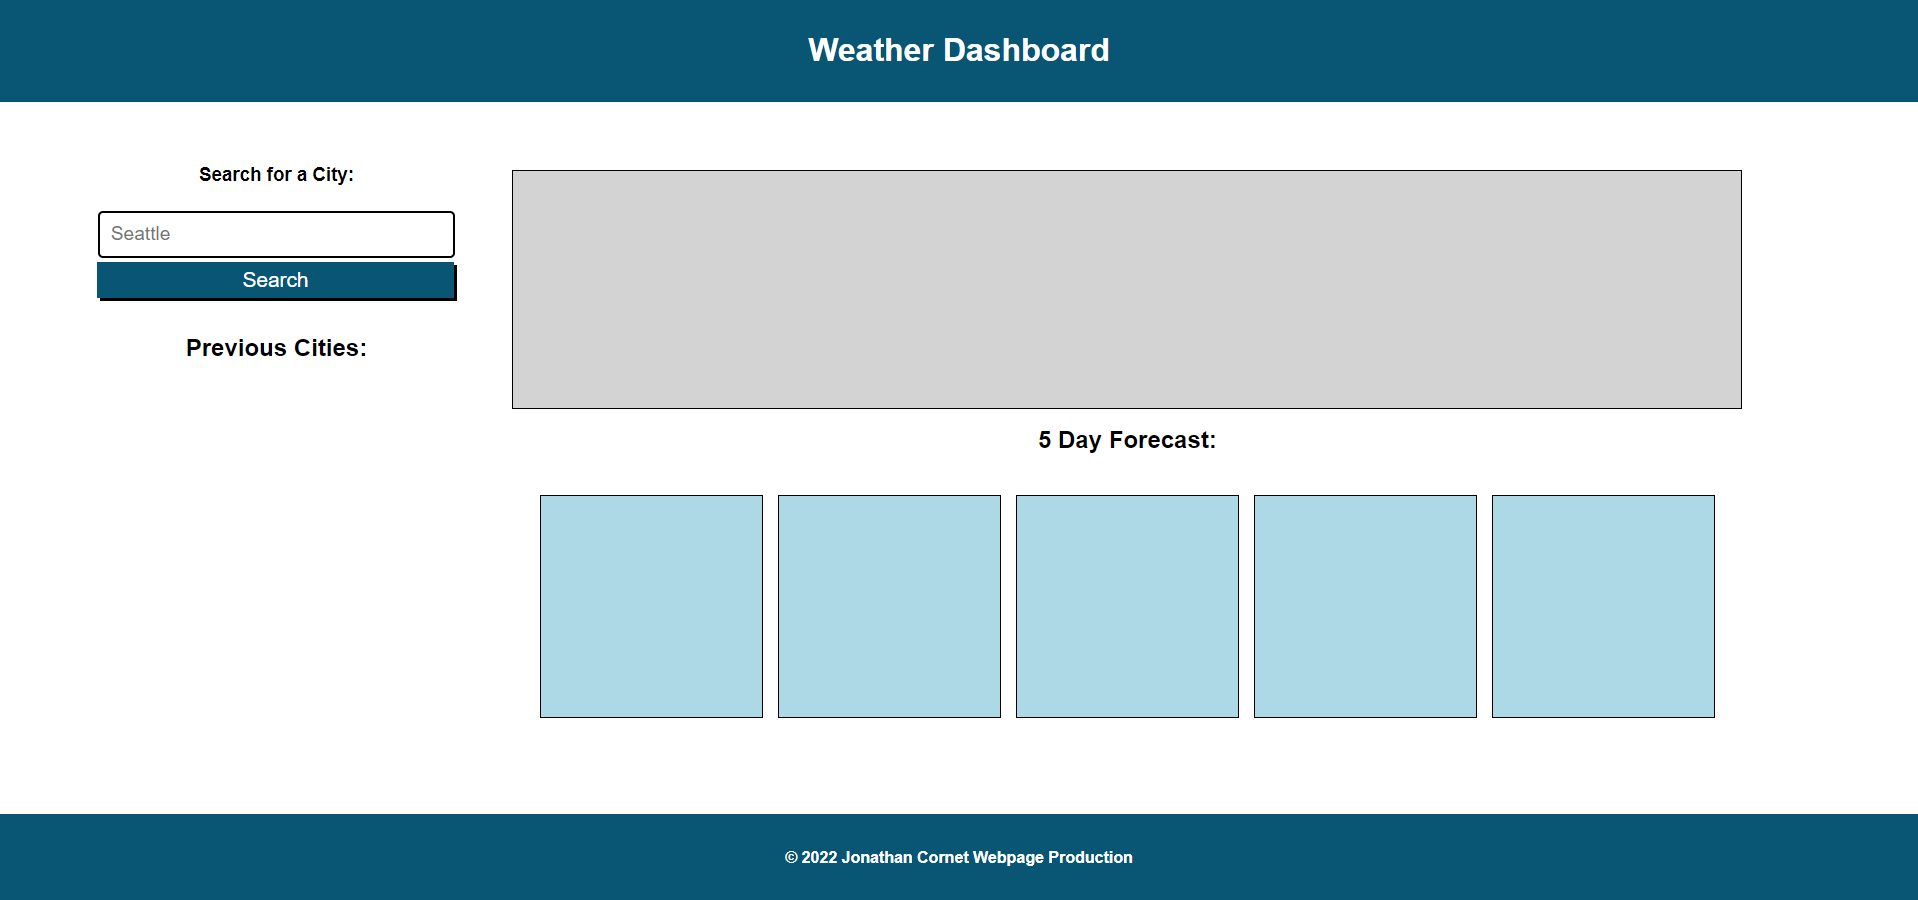 Weather Dashboard
Search for a City:
Seattle
Search
Previous Cities:
5 Day Forecast:
© 2022 Jonathan Cornet Webpage Production